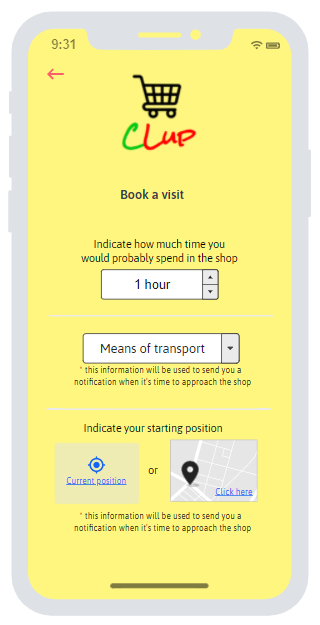 9:31
CLup
Book a visit
Indicate how much time you
would probably spend in the shop
1 hour
Means of transport
* this information will be used to send you a
notification when it's time to approach the shop
Indicate your starting position
Current position
or
Click here
* this information will be used to send you a
notification when it's time to approach the shop